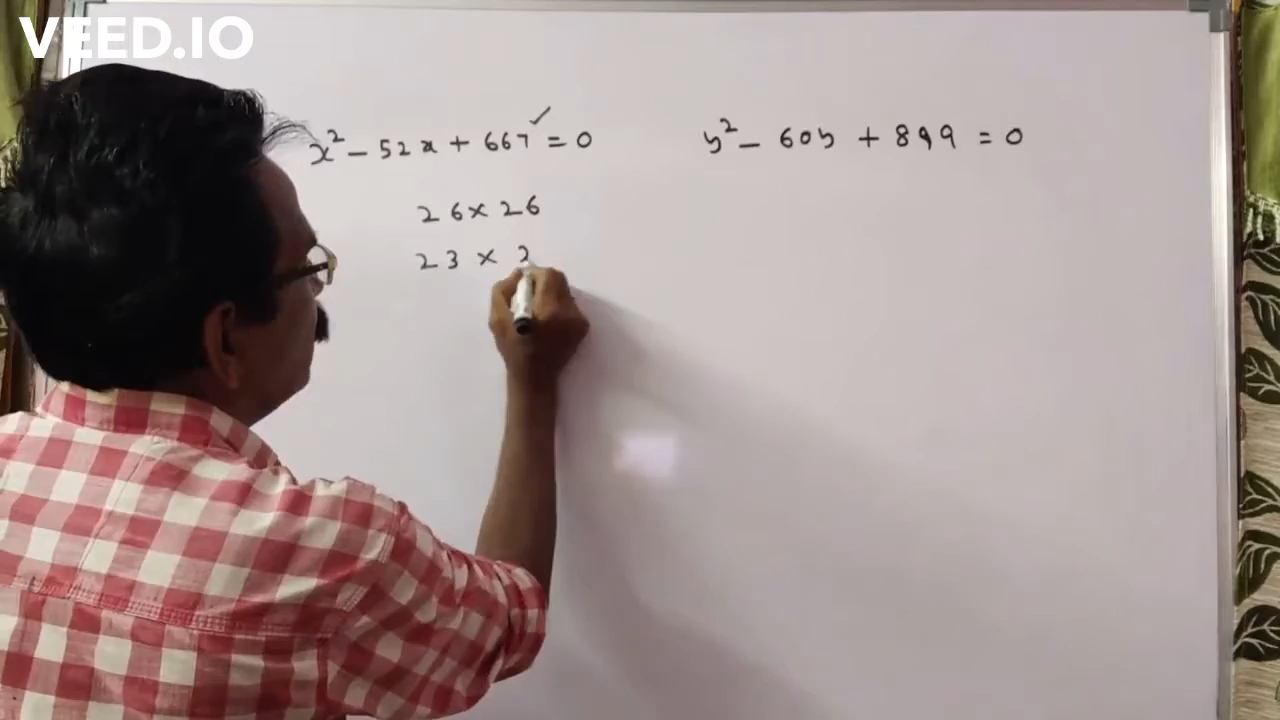 VEED.IO
x² - 52x + 667 ✓ = 0
y² - 60y + 899 = 0
26 × 26
23 × 2